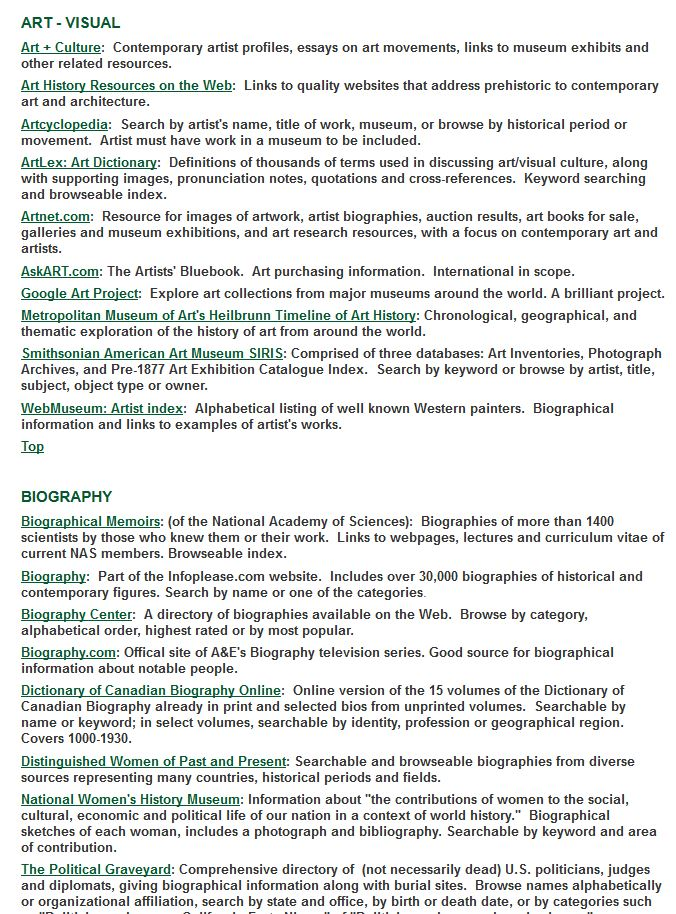 ART - VISUAL
Art + Culture:  Contemporary artist profiles, essays on art movements, links to museum exhibits and
other related resources.
Art History Resources on the Web:  Links to quality websites that address prehistoric to contemporary
art and architecture.
Artcyclopedia:  Search by artist's name, title of work, museum, or browse by historical period or
movement.  Artist must have work in a museum to be included.
ArtLex: Art Dictionary:  Definitions of thousands of terms used in discussing art/visual culture, along
with supporting images, pronunciation notes, quotations and cross-references.  Keyword searching
and browseable index.
Artnet.com:  Resource for images of artwork, artist biographies, auction results, art books for sale,
galleries and museum exhibitions, and art research resources, with a focus on contemporary art and
artists.
AskART.com: The Artists' Bluebook.  Art purchasing information.  International in scope.
Google Art Project:  Explore art collections from major museums around the world. A brilliant project.
Metropolitan Museum of Art's Heilbrunn Timeline of Art History: Chronological, geographical, and
thematic exploration of the history of art from around the world.
Smithsonian American Art Museum SIRIS: Comprised of three databases: Art Inventories, Photograph
Archives, and Pre-1877 Art Exhibition Catalogue Index.  Search by keyword or browse by artist, title,
subject, object type or owner.
WebMuseum: Artist index:  Alphabetical listing of well known Western painters.  Biographical
information and links to examples of artist's works.
Top
BIOGRAPHY
Biographical Memoirs: (of the National Academy of Sciences):  Biographies of more than 1400
scientists by those who knew them or their work.  Links to webpages, lectures and curriculum vitae of
current NAS members. Browseable index.
Biography:  Part of the Infoplease.com website.  Includes over 30,000 biographies of historical and
contemporary figures. Search by name or one of the categories.
Biography Center:  A directory of biographies available on the Web.  Browse by category,
alphabetical order, highest rated or by most popular.
Biography.com: Offical site of A&E's Biography television series. Good source for biographical
information about notable people.
Dictionary of Canadian Biography Online:  Online version of the 15 volumes of the Dictionary of
Canadian Biography already in print and selected bios from unprinted volumes.  Searchable by
name or keyword; in select volumes, searchable by identity, profession or geographical region.
Covers 1000-1930.
Distinguished Women of Past and Present: Searchable and browseable biographies from diverse
sources representing many countries, historical periods and fields.
National Women's History Museum: Information about "the contributions of women to the social,
cultural, economic and political life of our nation in a context of world history."  Biographical
sketches of each woman, includes a photograph and bibliography. Searchable by keyword and area
of contribution.
The Political Graveyard: Comprehensive directory of  (not necessarily dead) U.S. politicians, judges
and diplomats, giving biographical information along with burial sites.  Browse names alphabetically
or organizational affiliation, search by state and office, by birth or death date, or by categories such